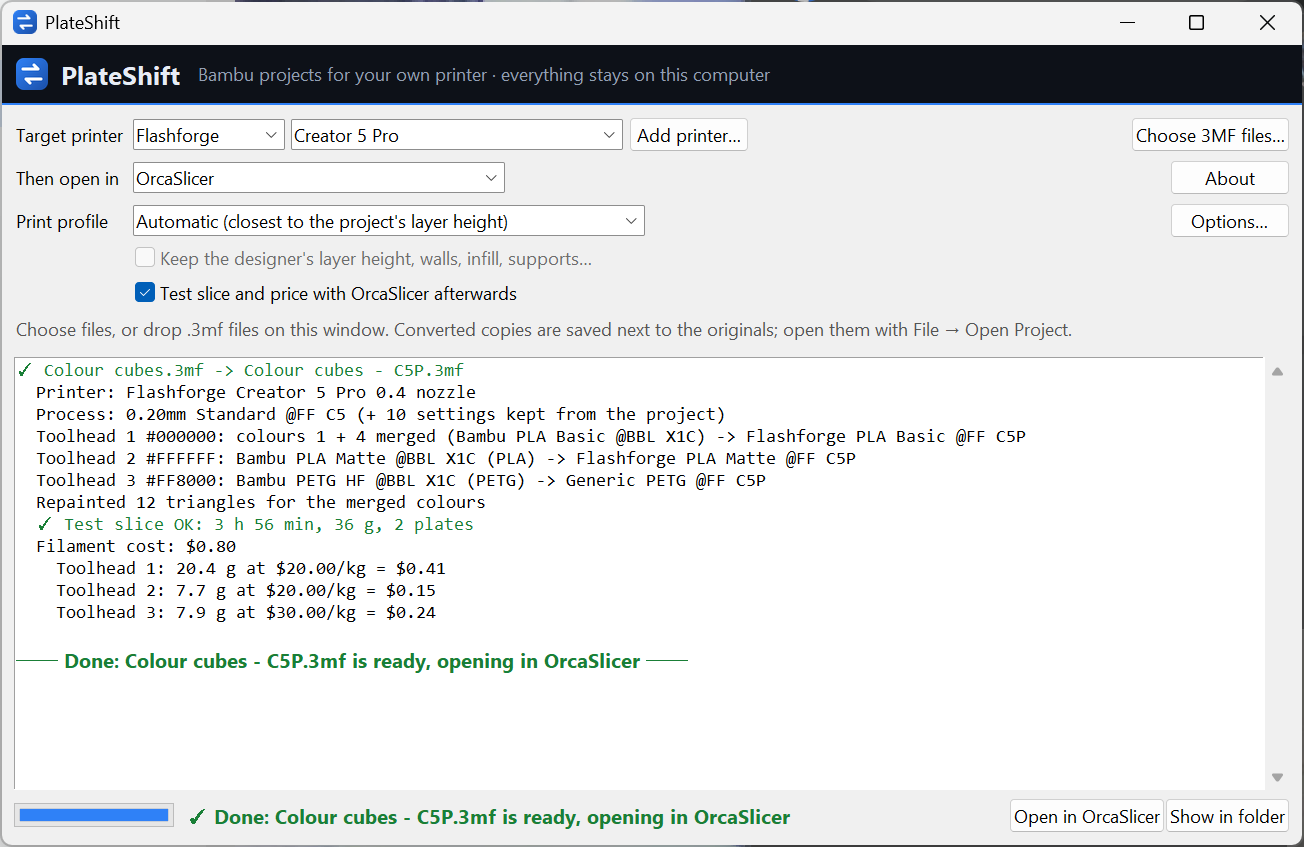 PlateShift
PlateShift Bambu projects for your own printer · everything stays on this computer
Target printer Flashforge Creator 5 Pro Add printer... Choose 3MF files...
Then open in OrcaSlicer About
Print profile Automatic (closest to the project's layer height) Options...
Keep the designer's layer height, walls, infill, supports...
Test slice and price with OrcaSlicer afterwards
Choose files, or drop .3mf files on this window. Converted copies are saved next to the originals; open them with File → Open Project.
✓ Colour cubes.3mf -> Colour cubes - C5P.3mf
Printer: Flashforge Creator 5 Pro 0.4 nozzle
Process: 0.20mm Standard @FF C5 (+ 10 settings kept from the project)
Toolhead 1 #000000: colours 1 + 4 merged (Bambu PLA Basic @BBL X1C) -> Flashforge PLA Basic @FF C5P
Toolhead 2 #FFFFFF: Bambu PLA Matte @BBL X1C (PLA) -> Flashforge PLA Matte @FF C5P
Toolhead 3 #FF8000: Bambu PETG HF @BBL X1C (PETG) -> Generic PETG @FF C5P
Repainted 12 triangles for the merged colours
✓ Test slice OK: 3 h 56 min, 36 g, 2 plates
Filament cost: $0.80
Toolhead 1: 20.4 g at $20.00/kg = $0.41
Toolhead 2: 7.7 g at $20.00/kg = $0.15
Toolhead 3: 7.9 g at $30.00/kg = $0.24
Done: Colour cubes - C5P.3mf is ready, opening in OrcaSlicer
✓ Done: Colour cubes - C5P.3mf is ready, opening in OrcaSlicer Open in OrcaSlicer Show in folder